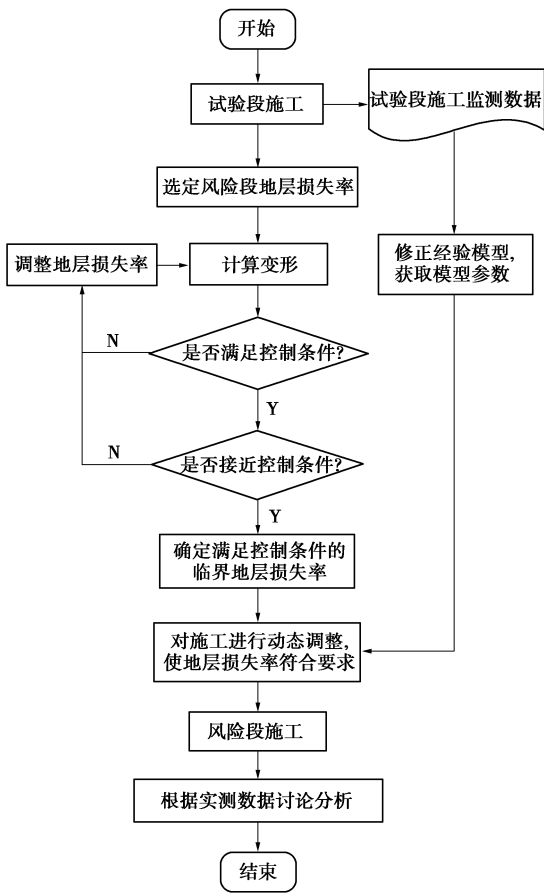 开始
试验段施工
试验段施工监测数据
选定风险段地层损失率
修正经验模型，
获取模型参数
调整地层损失率
计算变形
N
是否满足控制条件？
Y
N
是否接近控制条件？
Y
确定满足控制条件的
临界地层损失率
对施工进行动态调整，
使地层损失率符合要求
风险段施工
根据实测数据讨论分析
结束